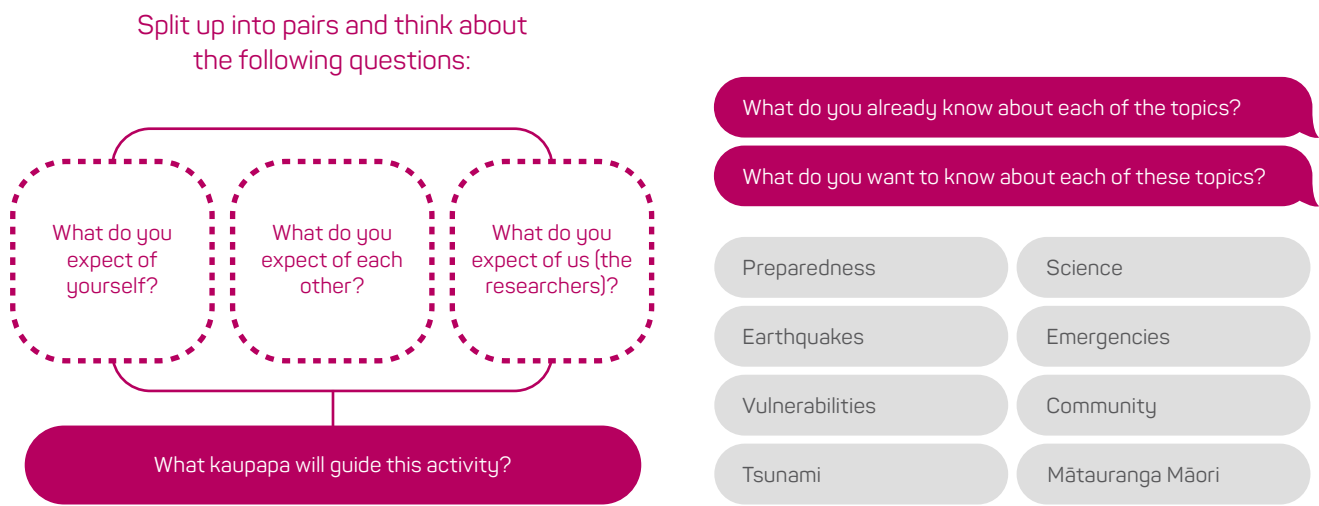 Split up into pairs and think about
the following questions:
What do you
expect of
yourself?
What do you
expect of each
other?
What do you
expect of us (the
researchers)?
What kaupapa will guide this activity?
What do you already know about each of the topics?
What do you want to know about each of these topics?
Preparedness
Science
Earthquakes
Emergencies
Vulnerabilities
Community
Tsunami
Mātauranga Māori